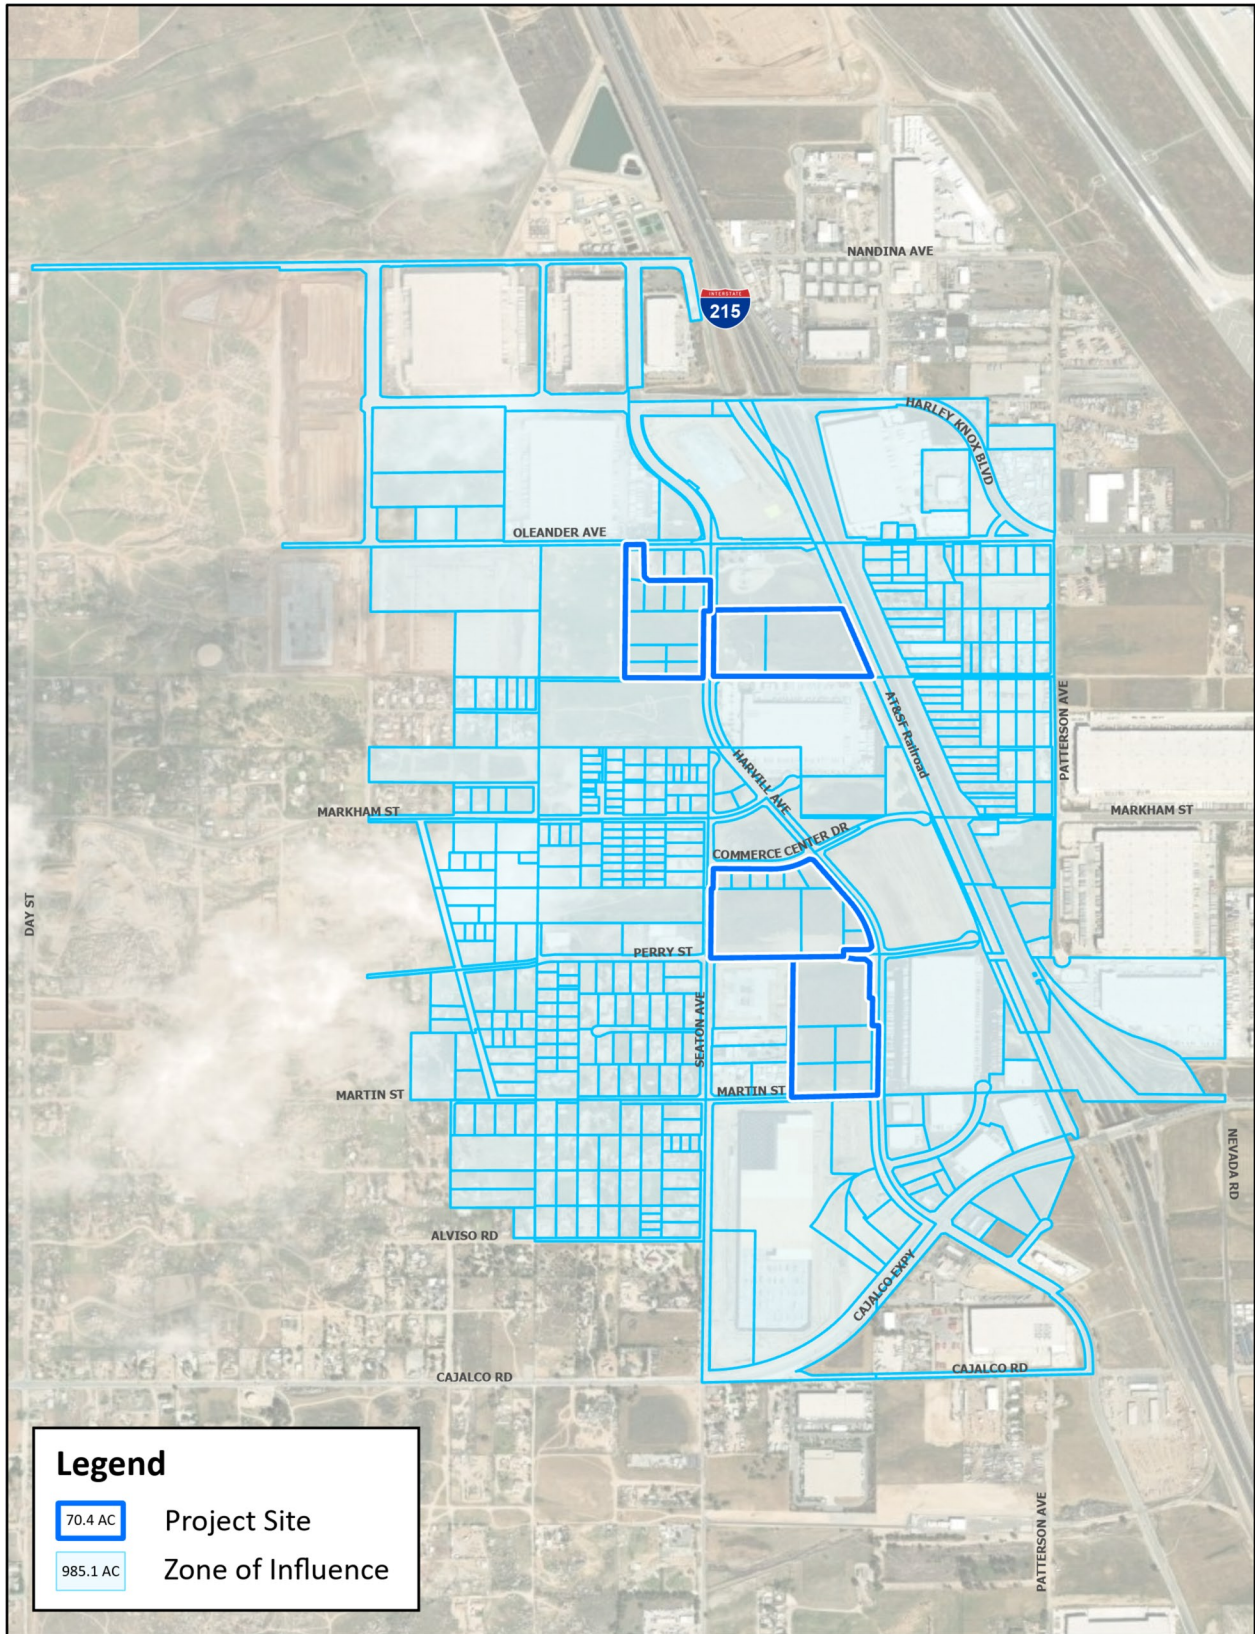 NANDINA AVE
INTERSTATE
215
HARLEY KNOX BLVD
OLEANDER AVE
AT&SF Railroad
PATTERSON AVE
HARVILL AVE
MARKHAM ST
MARKHAM ST
COMMERCE CENTER DR
DAY ST
PERRY ST
SEATON AVE
MARTIN ST
MARTIN ST
NEVADA RD
ALVISO RD
CAJALCO EXPY
CAJALCO RD
CAJALCO RD
PATTERSON AVE
Legend
70.4 AC
Project Site
985.1 AC
Zone of Influence